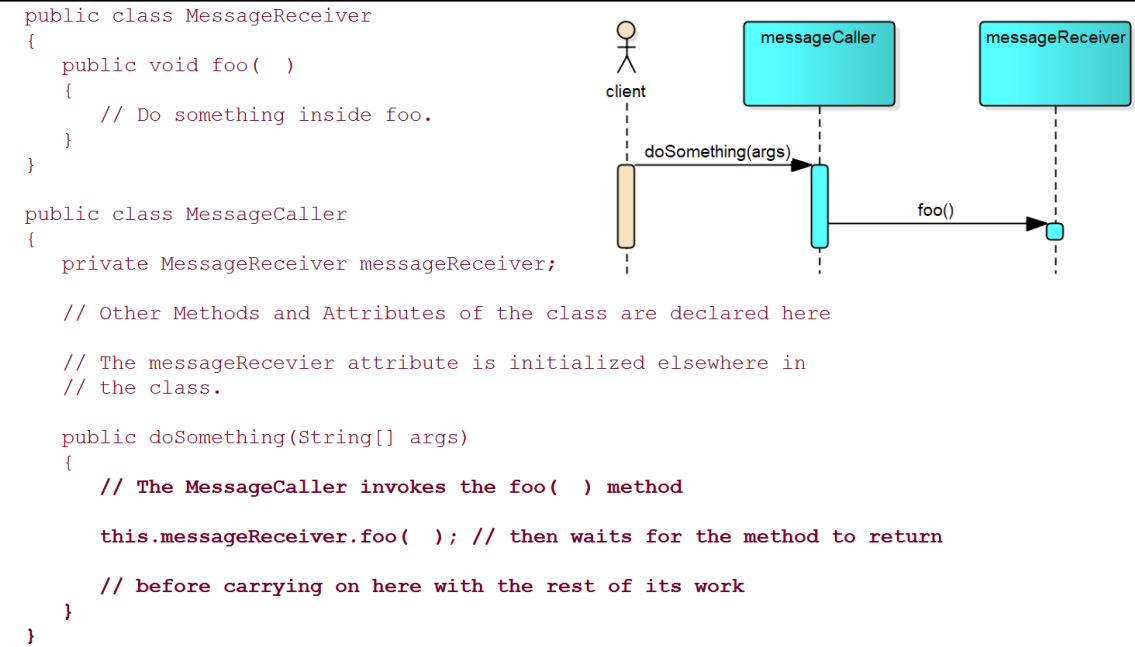 public class MessageReceiver
{
public void foo(  )
{
// Do something inside foo.
}
}
public class MessageCaller
{
private MessageReceiver messageReceiver;
// Other Methods and Attributes of the class are declared here
// The messageRecevier attribute is initialized elsewhere in
// the class.
public doSomething(String[] args)
{
// The MessageCaller invokes the foo(  ) method
this.messageReceiver.foo(  ); // then waits for the method to return
// before carrying on here with the rest of its work
}
}
client
messageCaller
messageReceiver
doSomething(args)
foo()